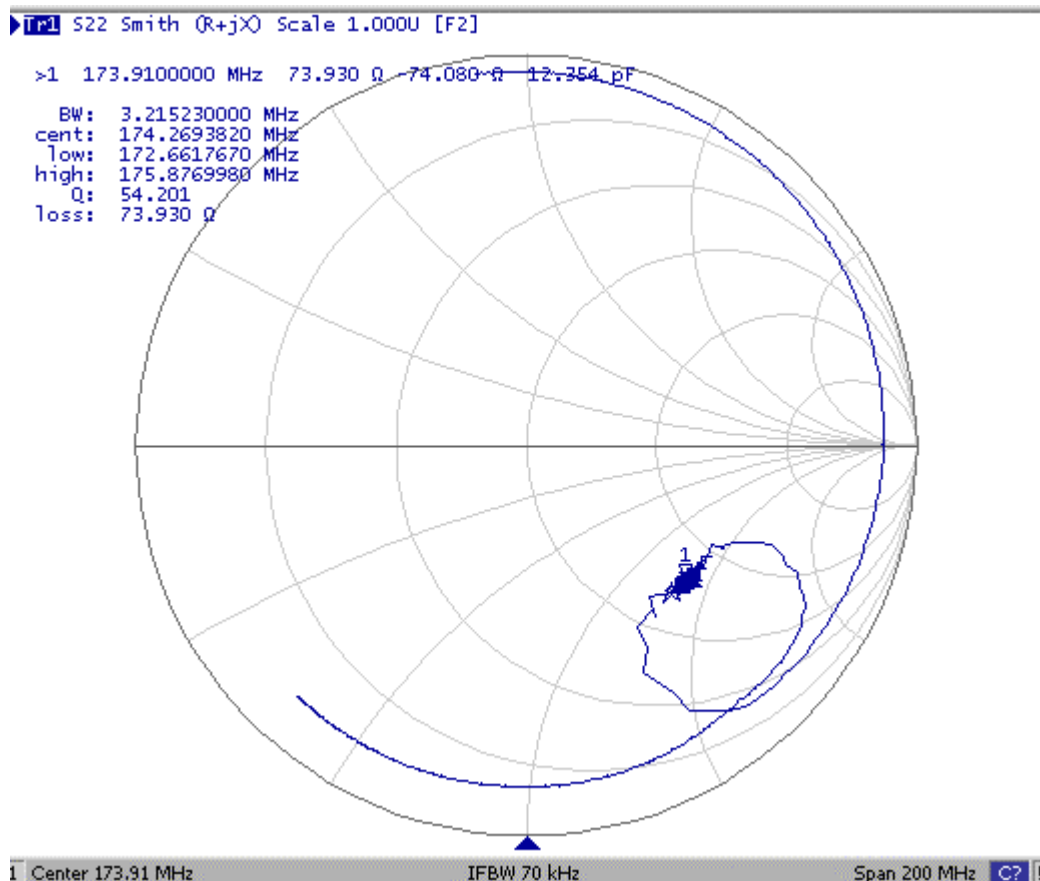 Tr1 S22 Smith (R+jX) Scale 1.000U [F2]
>1 173.9100000 MHz 73.930 Ω -74.080 Ω 12.354 pF
BW: 3.215230000 MHz
cent: 174.2693820 MHz
low: 172.6617670 MHz
high: 175.8769980 MHz
Q: 54.201
loss: 73.930 Ω
1
1 Center 173.91 MHz IFBW 70 kHz Span 200 MHz C?